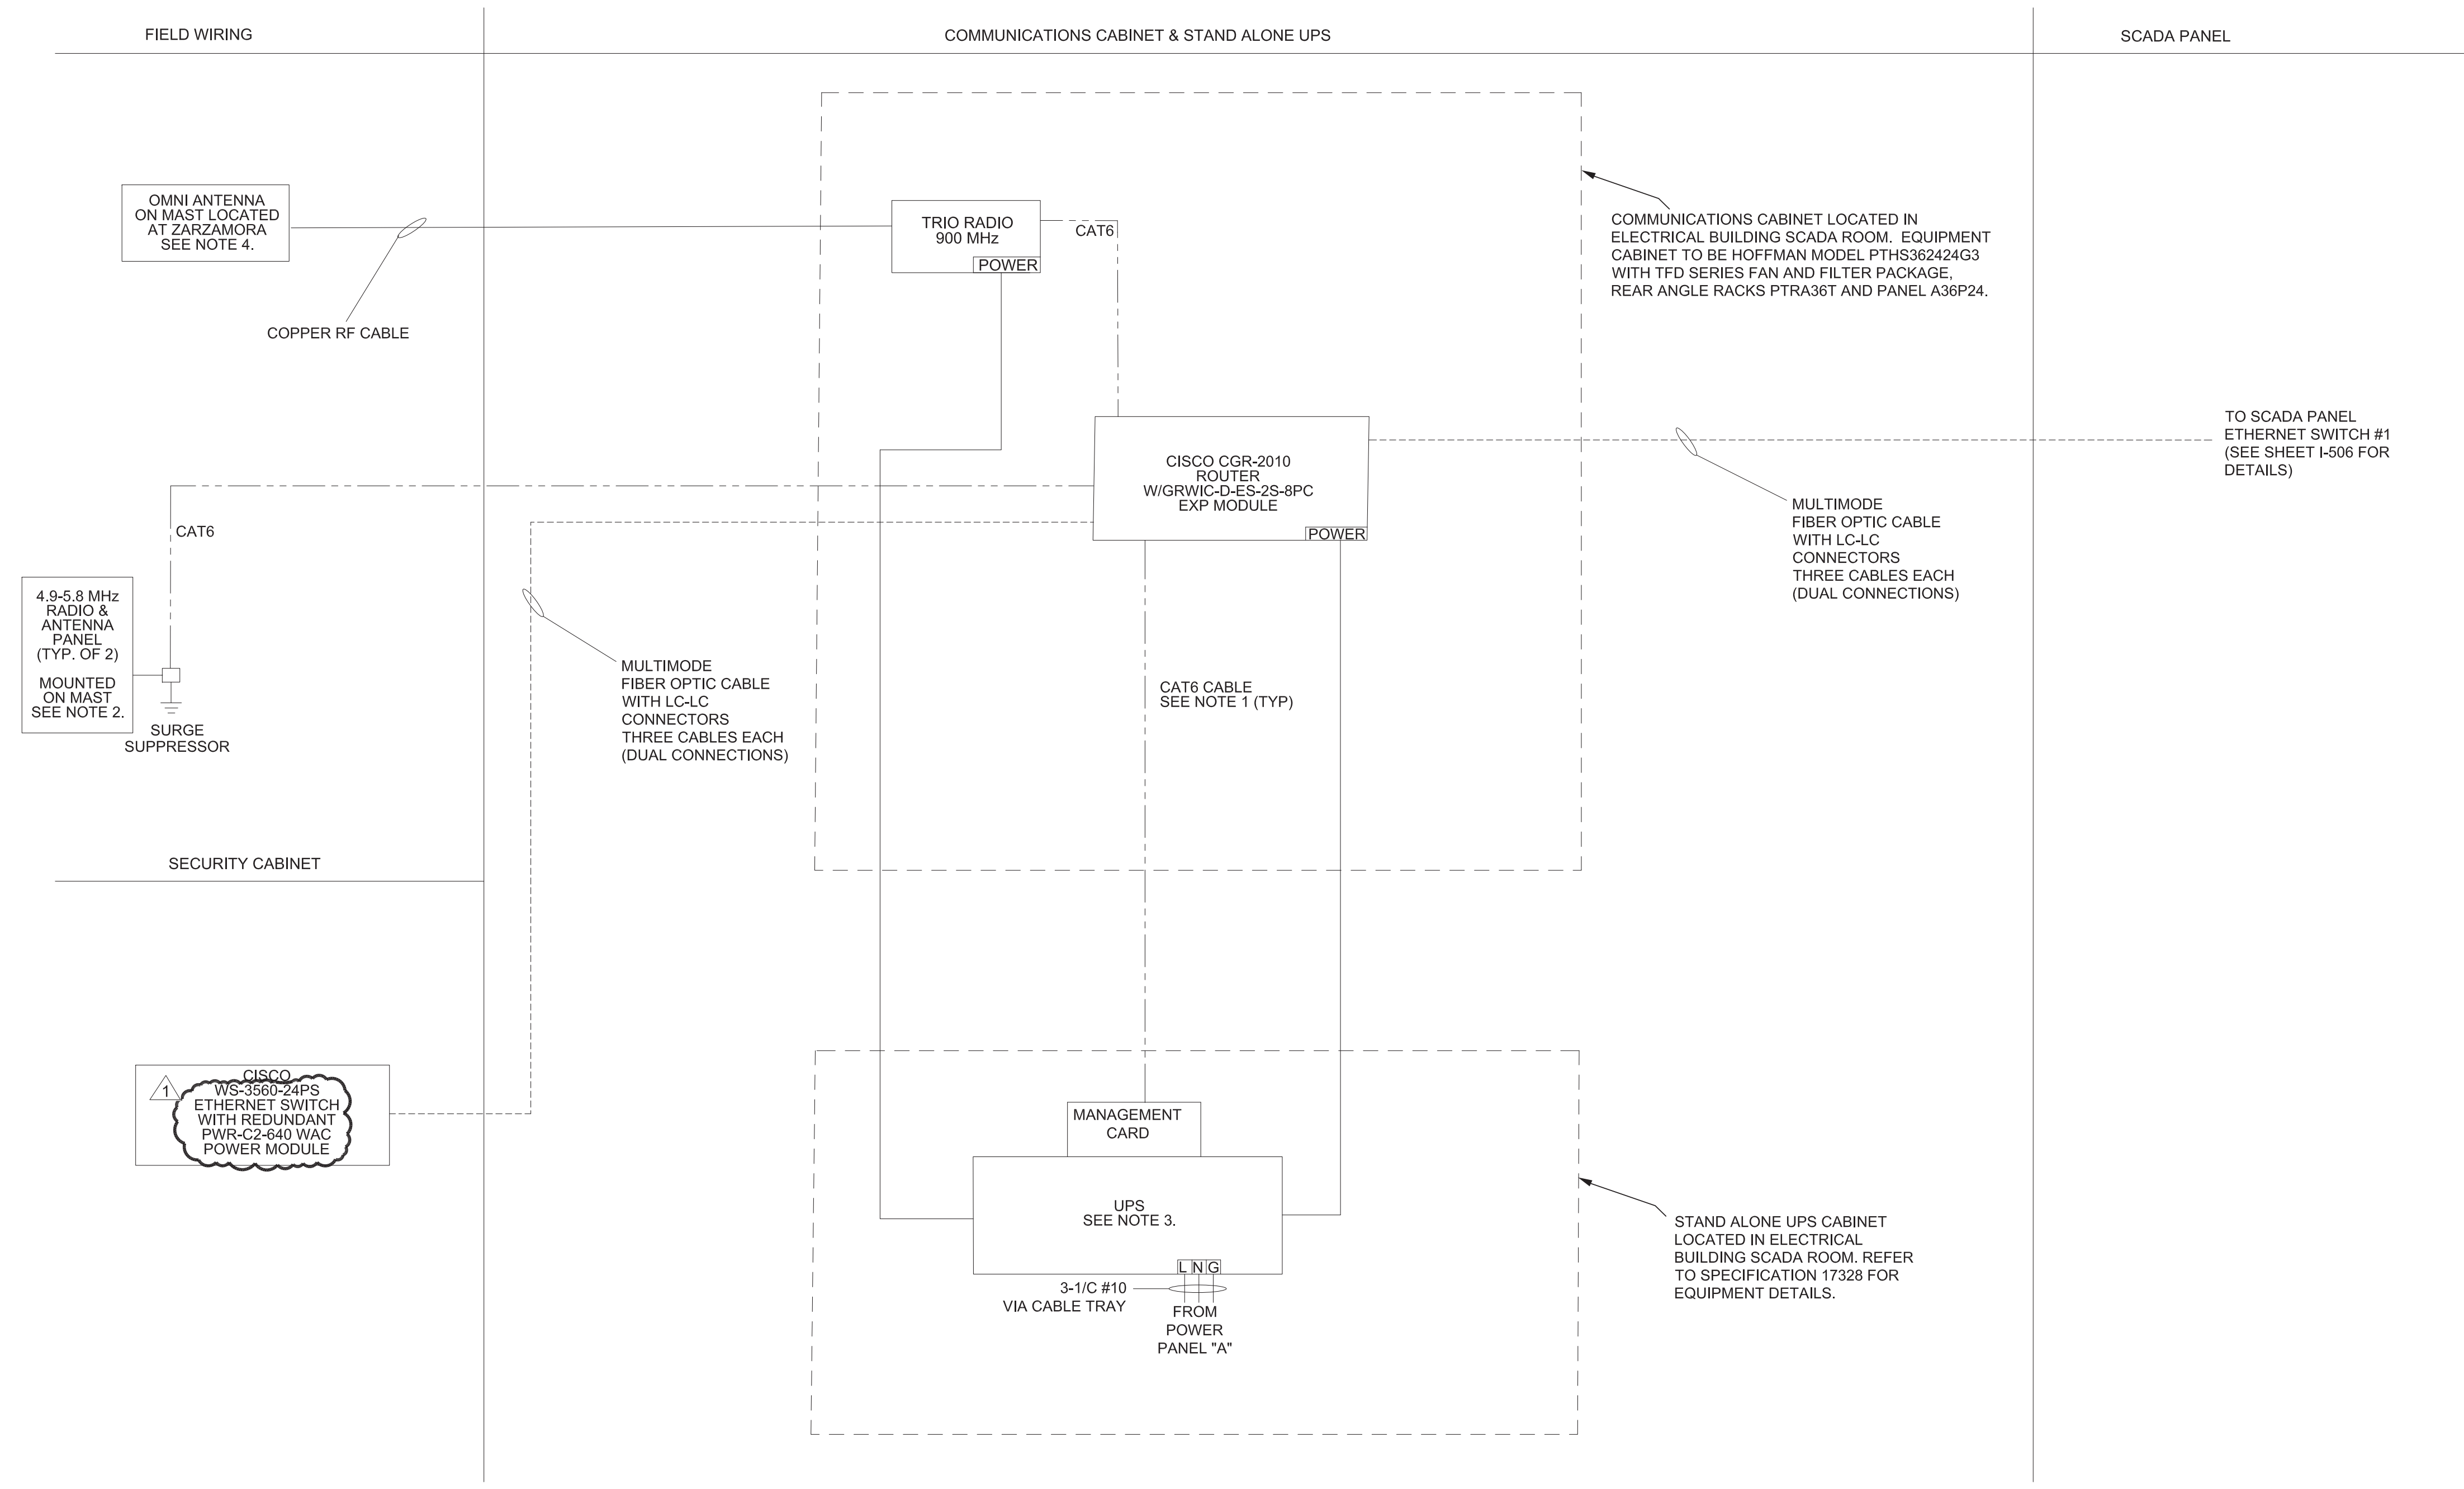 FIELD WIRING
COMMUNICATIONS CABINET & STAND ALONE UPS
SCADA PANEL
OMNI ANTENNA
ON MAST LOCATED
AT ZARZAMORA
SEE NOTE 4.
COPPER RF CABLE
TRIO RADIO
900 MHz
POWER
CAT6
COMMUNICATIONS CABINET LOCATED IN
ELECTRICAL BUILDING SCADA ROOM. EQUIPMENT
CABINET TO BE HOFFMAN MODEL PTHS362424G3
WITH TFD SERIES FAN AND FILTER PACKAGE,
REAR ANGLE RACKS PTRA36T AND PANEL A36P24.
CISCO CGR-2010
ROUTER
W/GRWIC-D-ES-2S-8PC
EXP MODULE
POWER
TO SCADA PANEL
ETHERNET SWITCH #1
(SEE SHEET I-506 FOR
DETAILS)
MULTIMODE
FIBER OPTIC CABLE
WITH LC-LC
CONNECTORS
THREE CABLES EACH
(DUAL CONNECTIONS)
CAT6
4.9-5.8 MHz
RADIO &
ANTENNA
PANEL
(TYP. OF 2)
MOUNTED
ON MAST
SEE NOTE 2.
SURGE
SUPPRESSOR
MULTIMODE
FIBER OPTIC CABLE
WITH LC-LC
CONNECTORS
THREE CABLES EACH
(DUAL CONNECTIONS)
CAT6 CABLE
SEE NOTE 1 (TYP)
SECURITY CABINET
1
CISCO
WS-3560-24PS
ETHERNET SWITCH
WITH REDUNDANT
PWR-C2-640 WAC
POWER MODULE
MANAGEMENT
CARD
UPS
SEE NOTE 3.
L N G
3-1/C #10
VIA CABLE TRAY
FROM
POWER
PANEL "A"
STAND ALONE UPS CABINET
LOCATED IN ELECTRICAL
BUILDING SCADA ROOM. REFER
TO SPECIFICATION 17328 FOR
EQUIPMENT DETAILS.